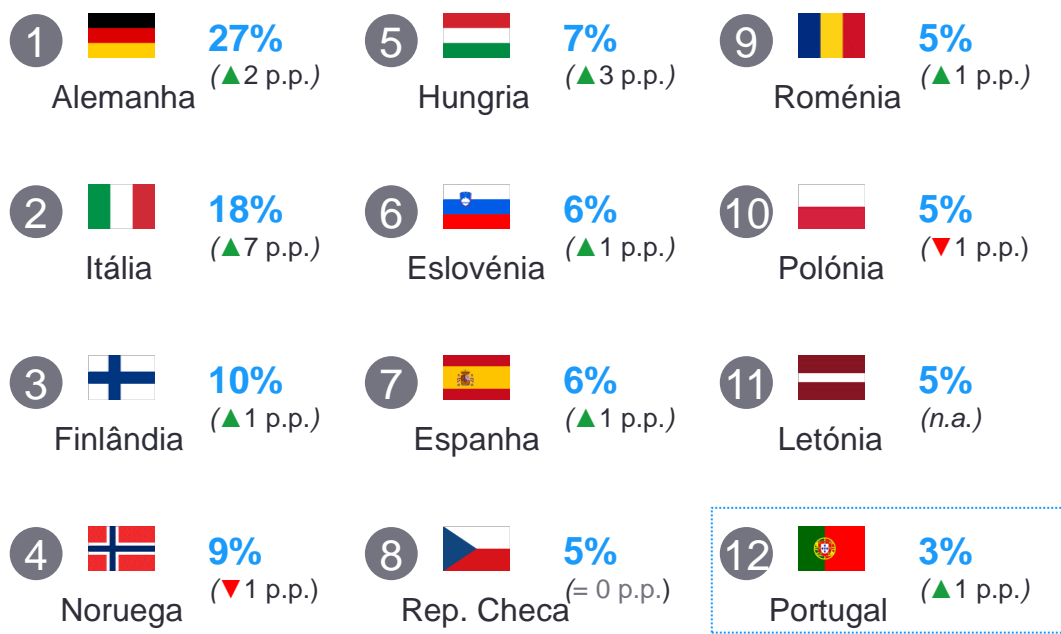 1 27%
(▲2 p.p.)
Alemanha
2 18%
(▲7 p.p.)
Itália
3 10%
(▲1 p.p.)
Finlândia
4 9%
(▼1 p.p.)
Noruega
5 7%
(▲3 p.p.)
Hungria
6 6%
(▲1 p.p.)
Eslovénia
7 6%
(▲1 p.p.)
Espanha
8 5%
(= 0 p.p.)
Rep. Checa
9 5%
(▲1 p.p.)
Roménia
10 5%
(▼1 p.p.)
Polónia
11 5%
(n.a.)
Letónia
12 3%
(▲1 p.p.)
Portugal